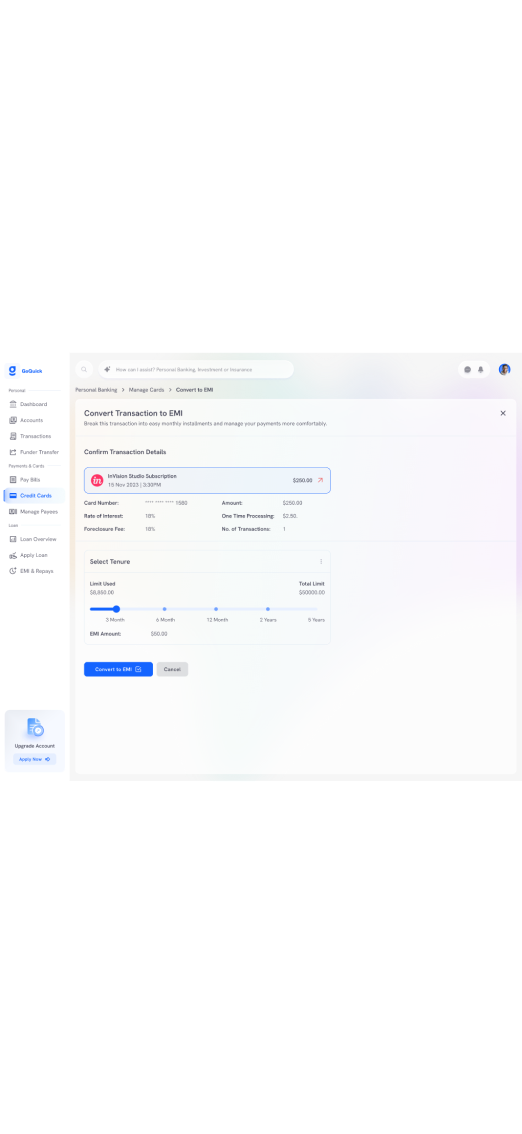 GoQuick
How can I assist? Personal Banking, Investment or Insurance
Personal
Dashboard
Accounts
Transactions
Funder Transfer
Payments & Cards
Pay Bills
Credit Cards
Manage Payees
Loan
Loan Overview
Apply Loan
EMI & Repays
Upgrade Account
Apply Now
Personal Banking > Manage Cards > Convert to EMI
Convert Transaction to EMI
Break this transaction into easy monthly installments and manage your payments more comfortably.
Confirm Transaction Details
in
InVision Studio Subscription
15 Nov 2023 | 3:30PM
$250.00
Card Number: **** **** **** 1580 Amount: $250.00
Rate of Interest: 18% One Time Processing: $2.60.
Foreclosure Fee: 18% No. of Transactions: 1
Select Tenure
Limit Used Total Limit
$50000.00
3 Month 6 Month 12 Month 2 Years 5 Years
EMI Amount: $50.00
Convert to EMI Cancel